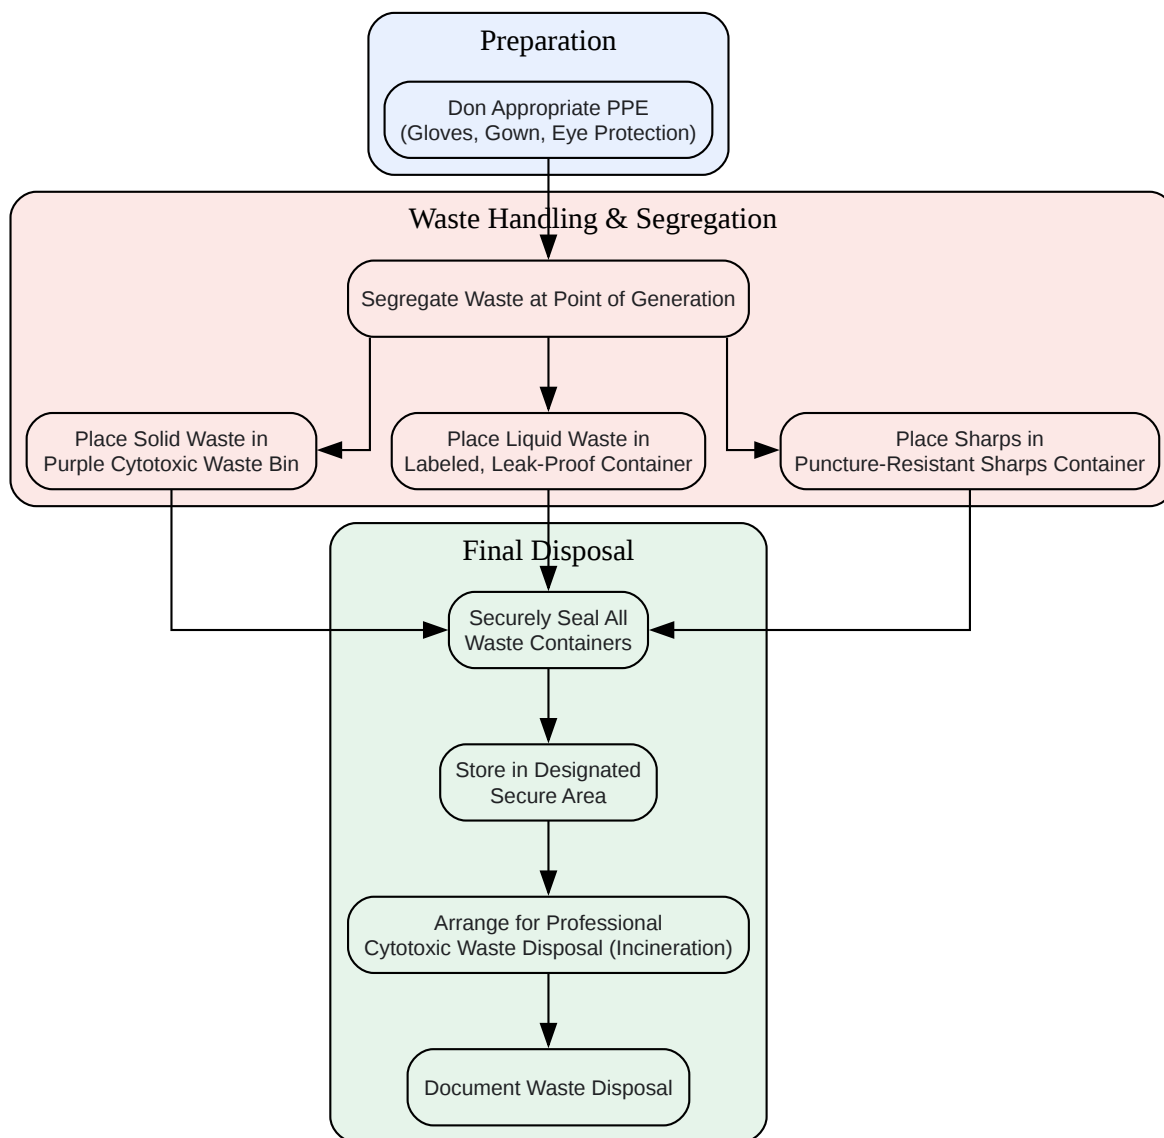 Preparation
Don Appropriate PPE
(Gloves, Gown, Eye Protection)
Waste Handling & Segregation
Segregate Waste at Point of Generation
Place Solid Waste in
Purple Cytotoxic Waste Bin
Place Liquid Waste in
Labeled, Leak-Proof Container
Place Sharps in
Puncture-Resistant Sharps Container
Final Disposal
Securely Seal All
Waste Containers
Store in Designated
Secure Area
Arrange for Professional
Cytotoxic Waste Disposal (Incineration)
Document Waste Disposal